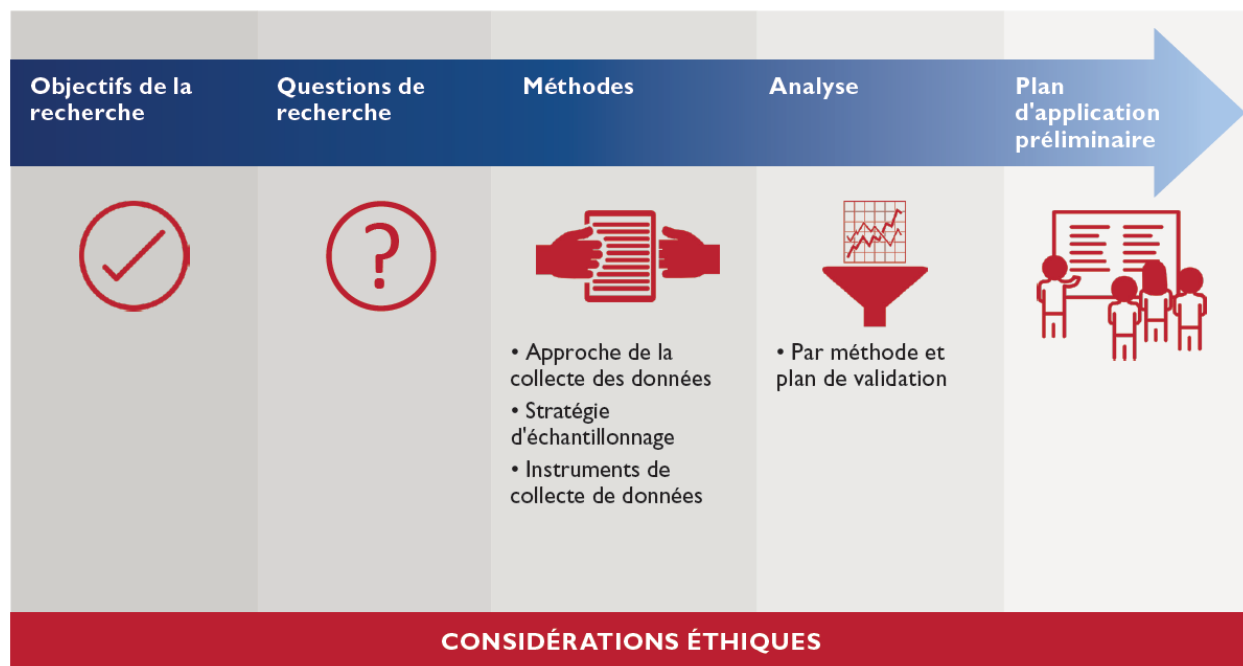 Objectifs de la
recherche
Questions de
recherche
Méthodes
Analyse
Plan
d'application
préliminaire
?
• Approche de la
collecte des données
• Stratégie
d'échantillonnage
• Instruments de
collecte de données
• Par méthode et
plan de validation
CONSIDÉRATIONS ÉTHIQUES